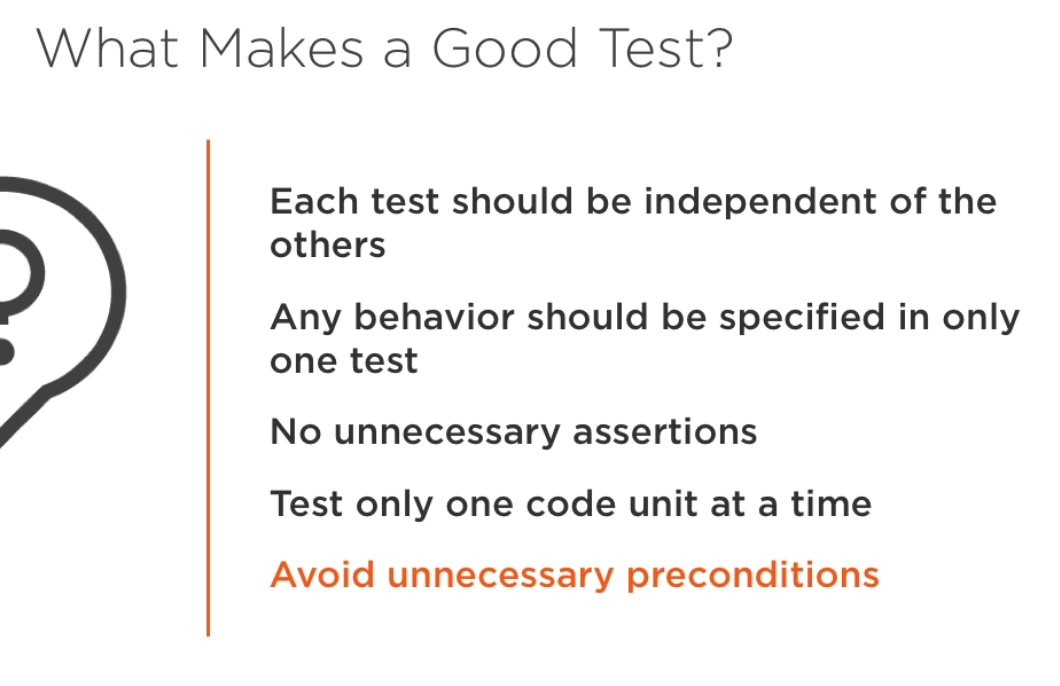 What Makes a Good Test?
Each test should be independent of the
others
Any behavior should be specified in only
one test
No unnecessary assertions
Test only one code unit at a time
Avoid unnecessary preconditions